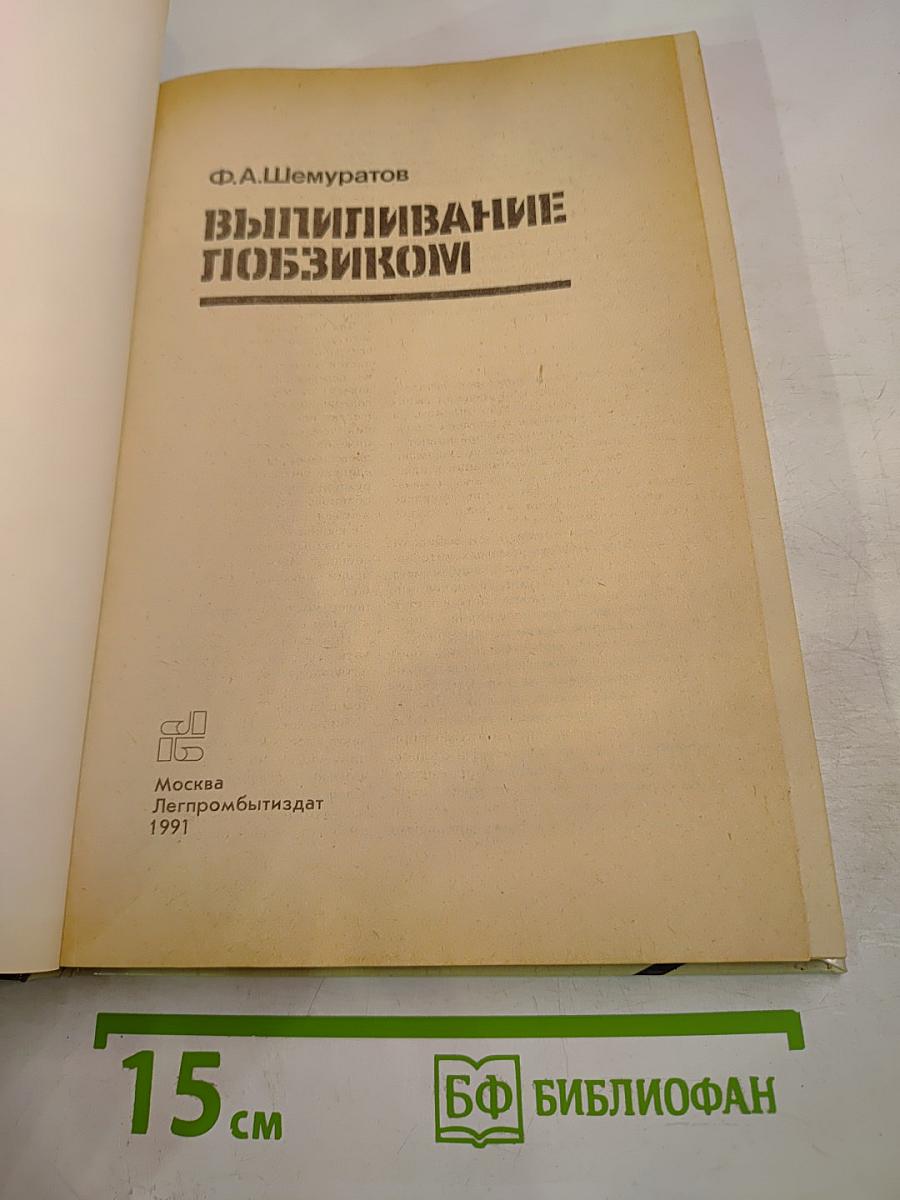 Ф.А.Шемуратов
ВЫПИЛИВАНИЕ
ЛОБЗИКОМ
Москва
Легпромбытиздат
1991
15 см
БФ БИБЛИОФАН